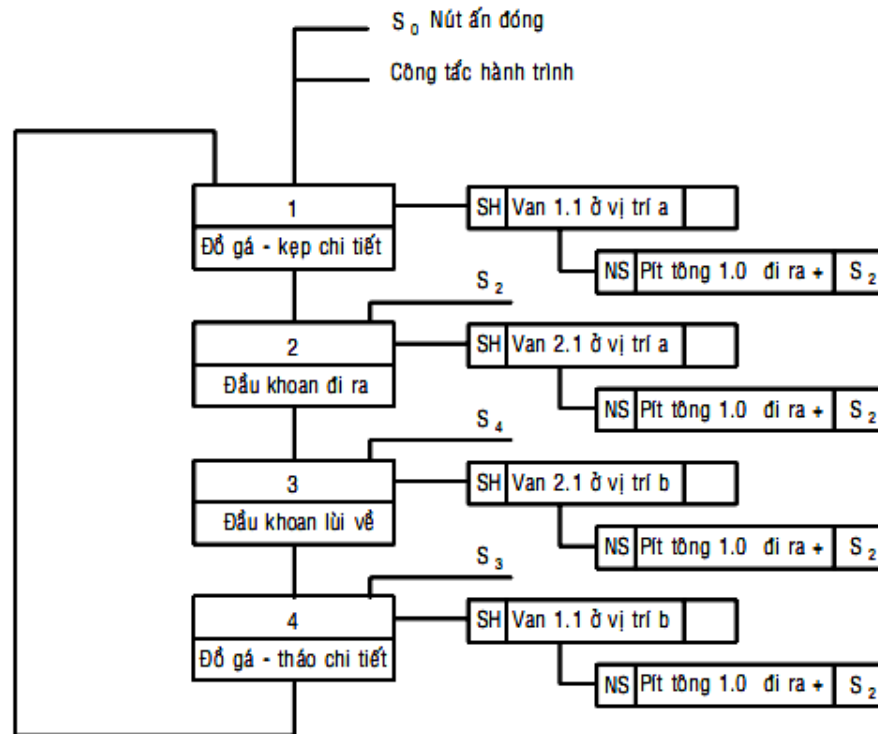 S0 Nút ấn đóng
Công tắc hành trình
1
Đồ gá - kẹp chi tiết
SH Van 1.1 ở vị trí a
NS Pít tông 1.0 đi ra + S2
S2
2
Đầu khoan đi ra
SH Van 2.1 ở vị trí a
NS Pít tông 1.0 đi ra + S2
S4
3
Đầu khoan lùi về
SH Van 2.1 ở vị trí b
NS Pít tông 1.0 đi ra + S2
S3
4
Đồ gá - tháo chi tiết
SH Van 1.1 ở vị trí b
NS Pít tông 1.0 đi ra + S2